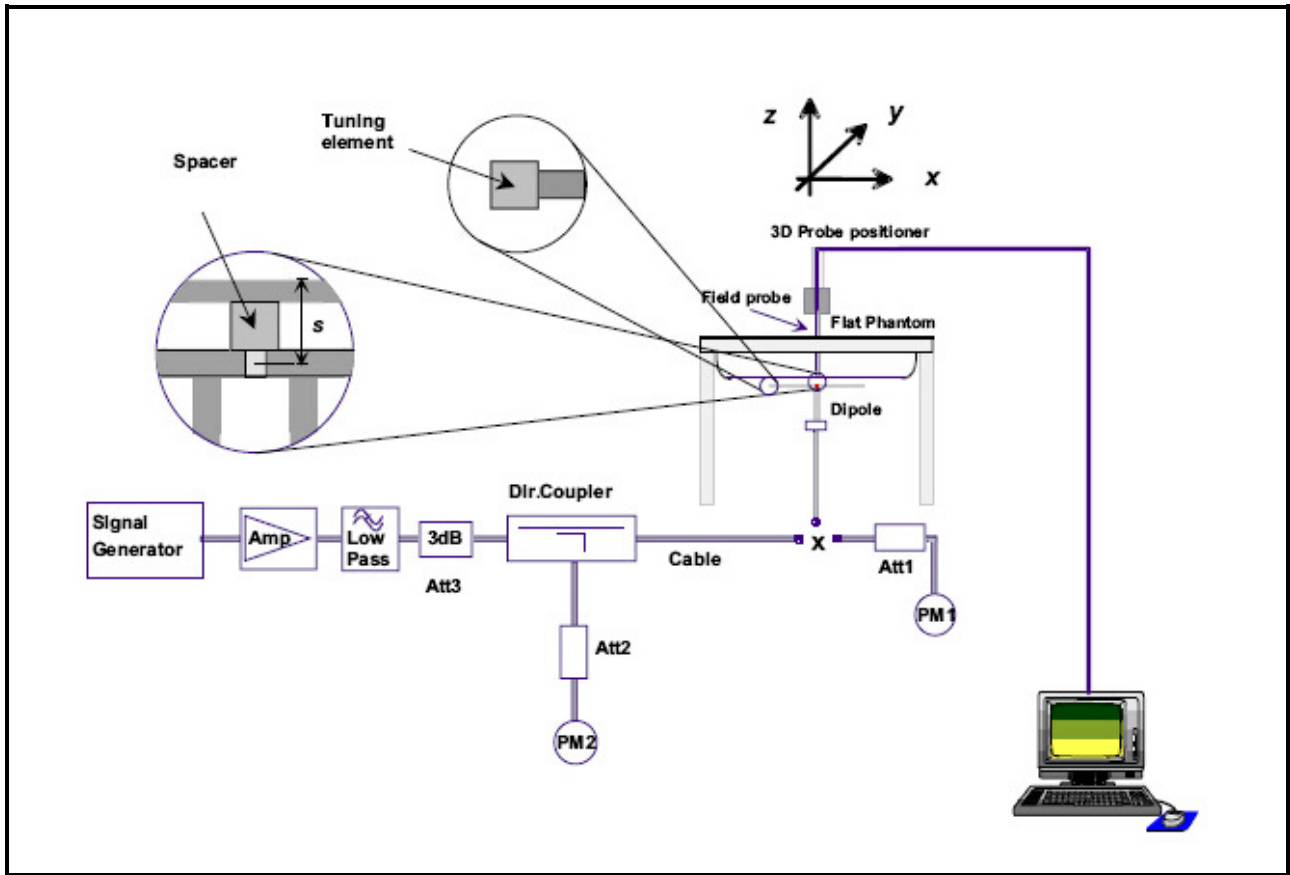 Tuning
element
Spacer
s
z
y
x
3D Probe positioner
Field probe
Flat Phantom
Dipole
Dir.Coupler
Signal
Generator
Amp
Low
Pass
3dB
Att3
Cable
X
Att1
PM1
Att2
PM2